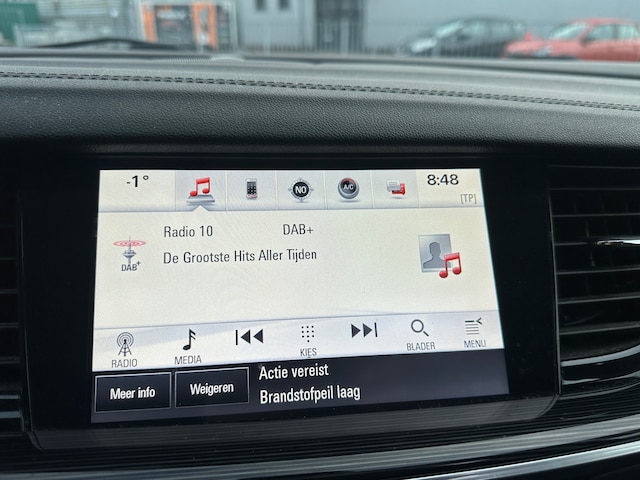 -1°
NO
A/C
8:48
[TP]
Radio 10 DAB+
De Grootste Hits Aller Tijden
DAB+
RADIO
MEDIA
KIES
BLADER
MENU
Meer info
Weigeren
Actie vereist
Brandstofpeil laag